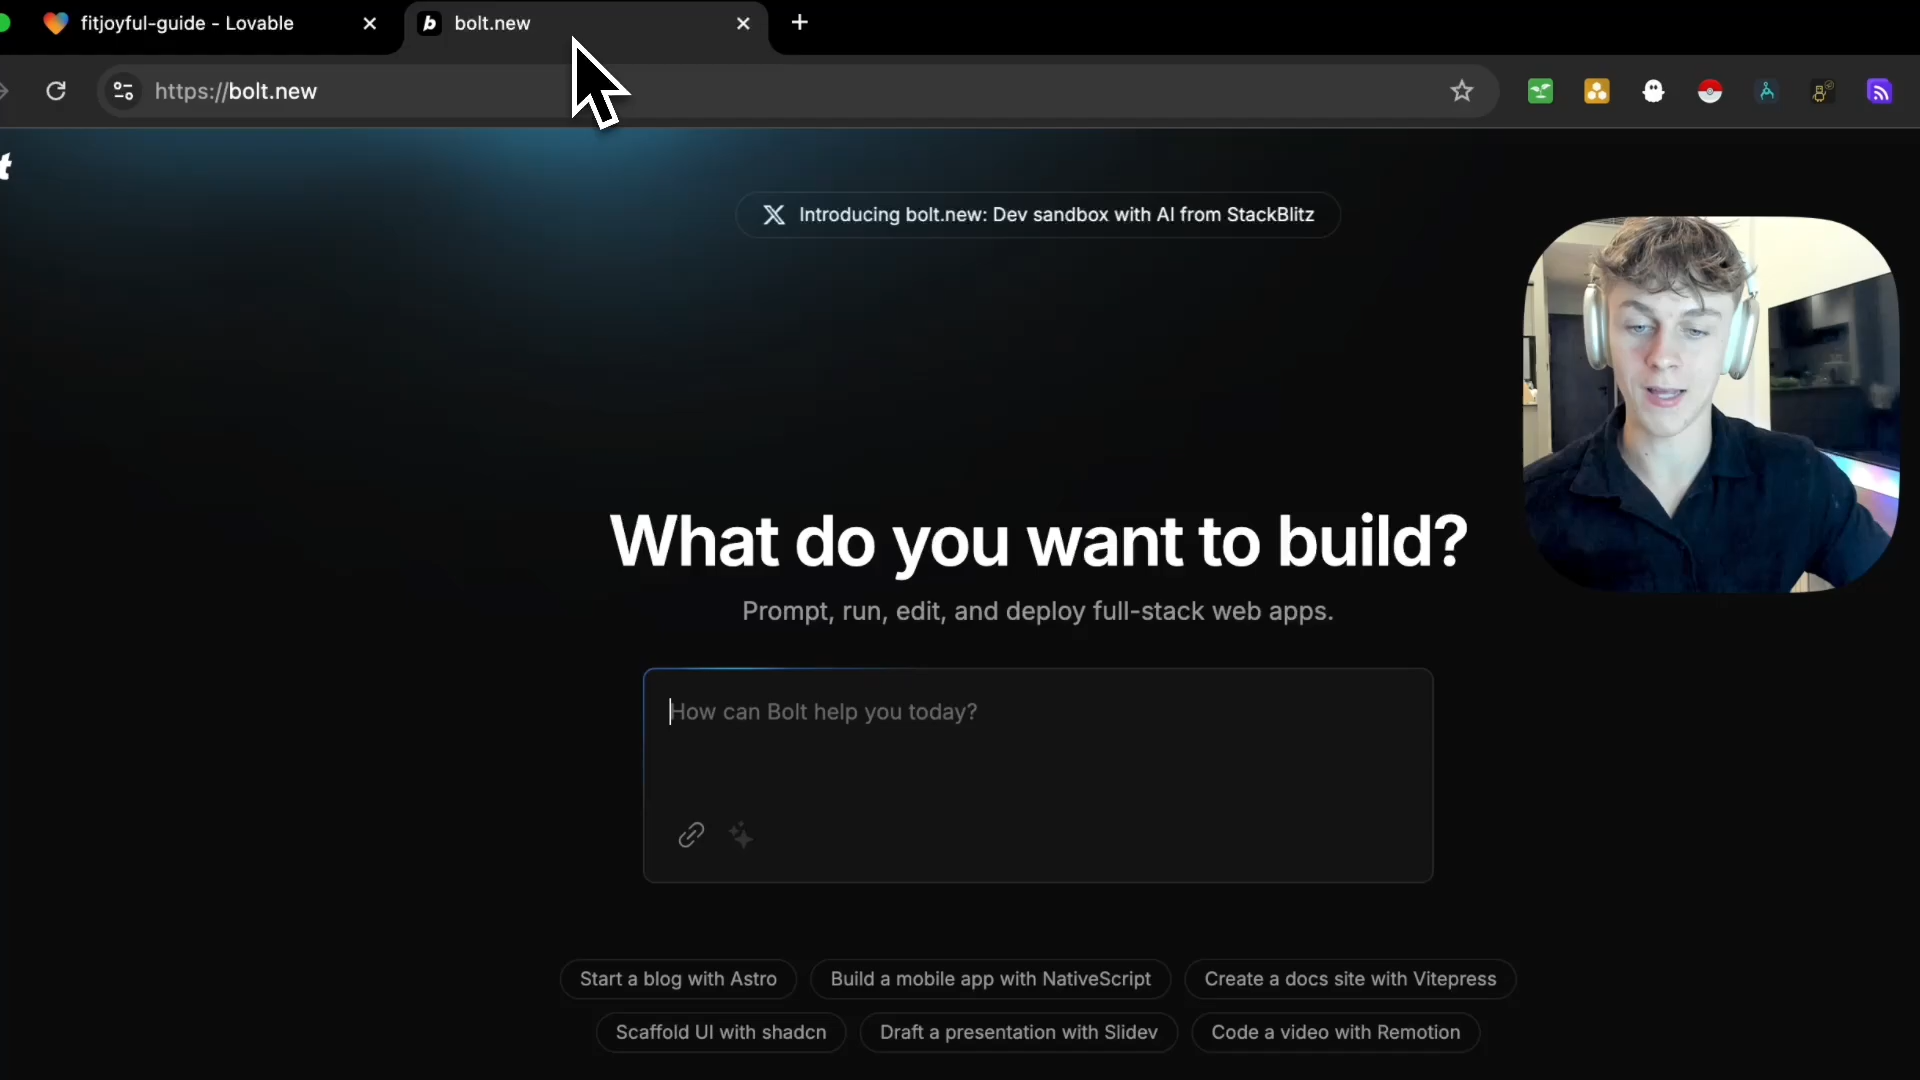 fitjoyful-guide - Lovable
bolt.new
https://bolt.new
t
Introducing bolt.new: Dev sandbox with AI from StackBlitz
What do you want to build?
Prompt, run, edit, and deploy full-stack web apps.
How can Bolt help you today?
Start a blog with Astro
Build a mobile app with NativeScript
Create a docs site with Vitepress
Scaffold UI with shadcn
Draft a presentation with Slidev
Code a video with Remotion